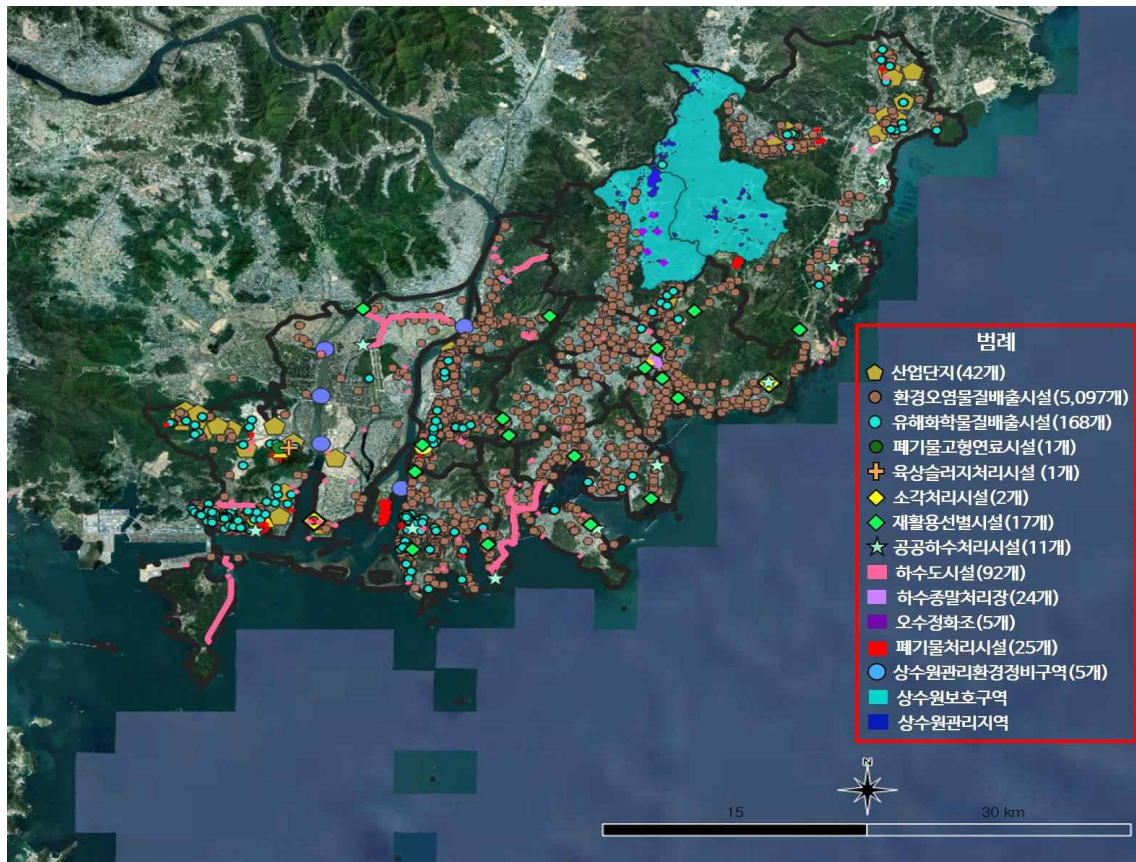 범례
산업단지(42개)
환경오염물질배출시설(5,097개)
유해화학물질배출시설(168개)
폐기물고형연료시설(1개)
육상슬러지처리시설 (1개)
소각처리시설(2개)
재활용선별시설(17개)
공공하수처리시설(11개)
하수도시설(92개)
하수종말처리장(24개)
오수정화조(5개)
폐기물처리시설(25개)
상수원관리환경정비구역(5개)
상수원보호구역
상수원관리지역
N
15 30 km